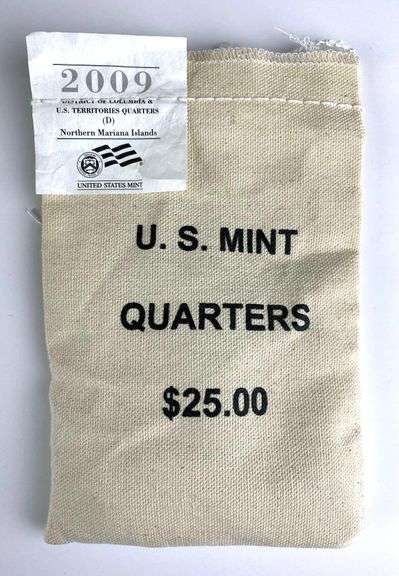 2009
DISTRICT OF COLUMBIA &
U.S. TERRITORIES QUARTERS
(D)
Northern Mariana Islands
UNITED STATES MINT
U. S. MINT
QUARTERS
$25.00